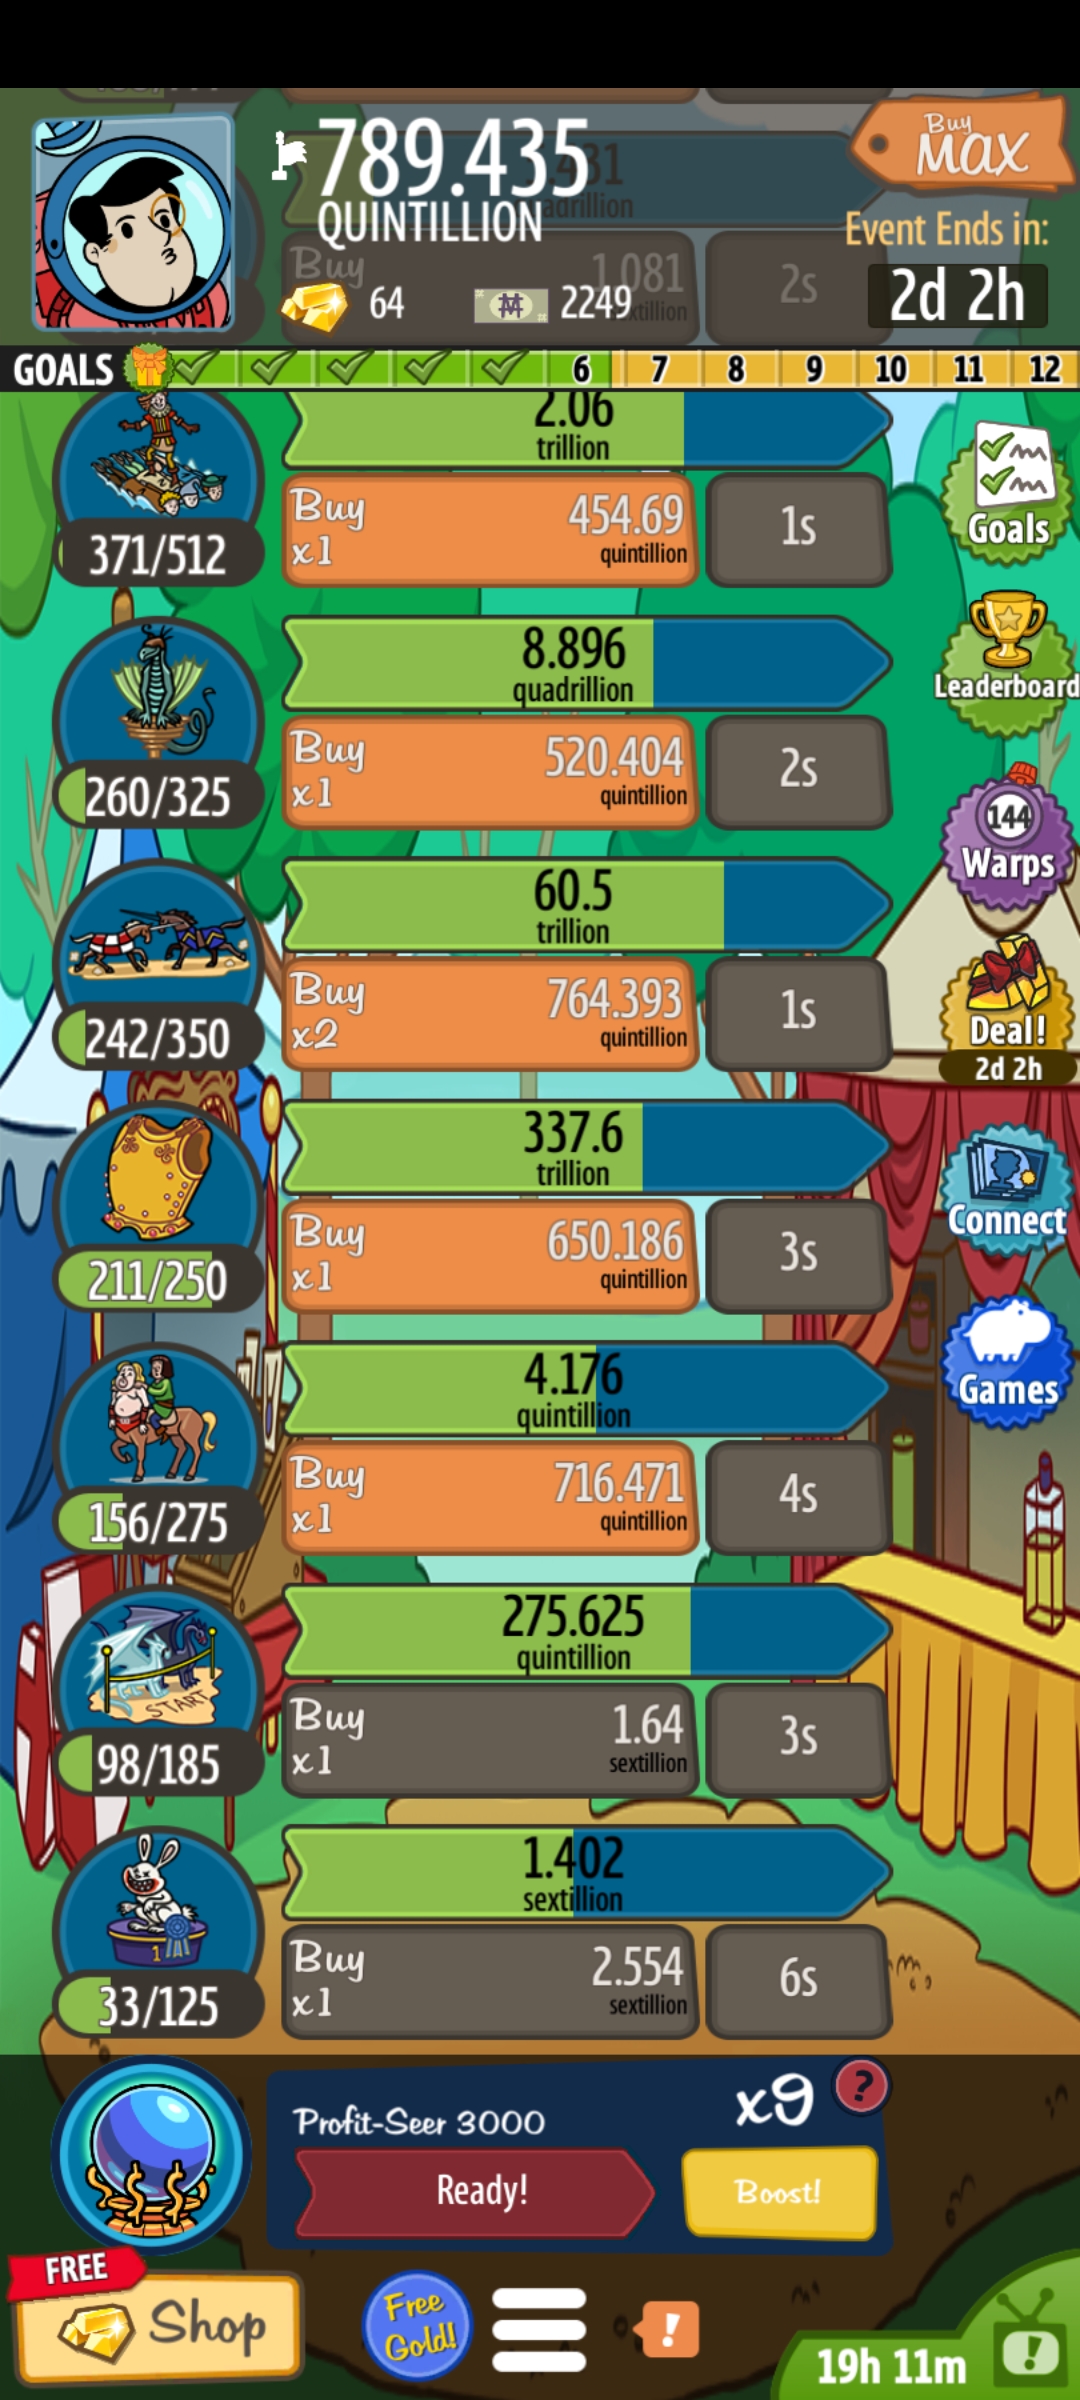 789.435
QUINTILLION
Buy
MAX
Event Ends in:
2d 2h
64
2249
Buy
1.081
2s
GOALS
6
7
8
9
10
11
12
2.06
trillion
Buy
x1
454.69
quintillion
1s
371/512
Goals
8.896
quadrillion
Buy
x1
520.404
quintillion
2s
260/325
Leaderboard
144
Warps
60.5
trillion
Buy
x2
764.393
quintillion
1s
242/350
Deal!
2d 2h
337.6
trillion
Buy
x1
650.186
quintillion
3s
211/250
Connect
4.176
quintillion
Buy
x1
716.471
quintillion
4s
156/275
Games
275.625
quintillion
START
Buy
x1
1.64
sextillion
3s
98/185
1.402
sextillion
1
Buy
x1
2.554
sextillion
6s
33/125
Profit-Seer 3000
x9
?
Ready!
Boost!
FREE
Shop
Free
Gold!
!
19h 11m
!